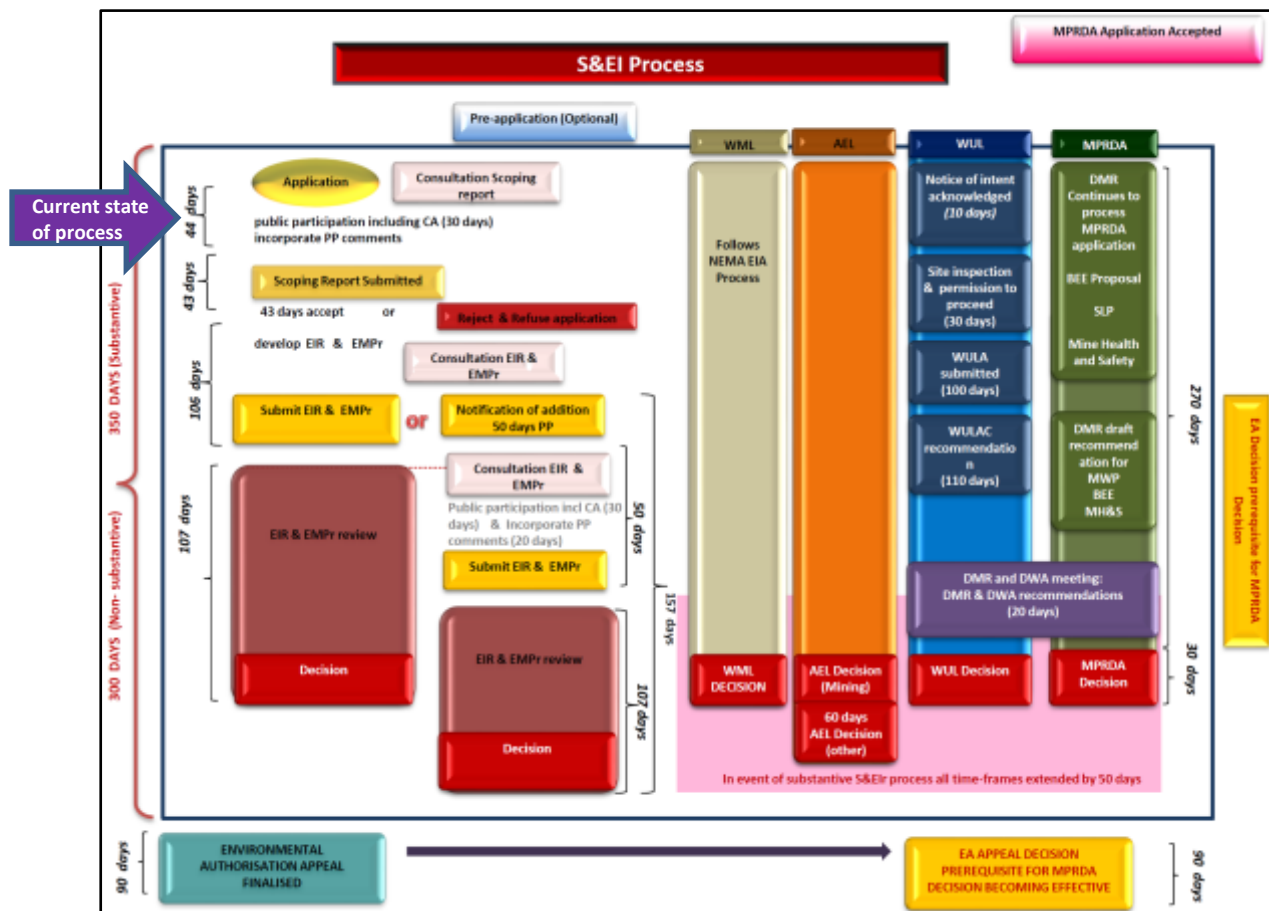 MPRDA Application Accepted
S&EI Process
Pre-application (Optional)
WML
AEL
WUL
MPRDA
Current state
of process
350 DAYS (Substantive)
300 DAYS (Non- substantive)
44 days
Application
Consultation Scoping
report
public participation including CA (30 days)
incorporate PP comments
43 days
Scoping Report Submitted
43 days accept or
Reject & Refuse application
106 days
develop EIR & EMPr
Consultation EIR &
EMPr
Submit EIR & EMPr
or
Notification of addition
50 days PP
107 days
EIR & EMPr review
Decision
Consultation EIR &
EMPr
Public participation incl CA (30
days) & Incorporate PP
comments (20 days)
Submit EIR & EMPr
50 days
EIR & EMPr review
Decision
107 days
157 days
Follows
NEMA EIA
Process
WML
DECISION
AEL Decision
(Mining)
60 days
AEL Decision
(other)
Notice of intent
acknowledged
(10 days)
Site inspection
& permission to
proceed
(30 days)
WULA
submitted
(100 days)
WULAC
recommendatio
n
(110 days)
DMR
Continues to
process
MPRDA
application
BEE Proposal
SLP
Mine Health
and Safety
DMR draft
recommend
ation for
MWP
BEE
MH&S
DMR and DWA meeting:
DMR & DWA recommendations
(20 days)
WUL Decision
MPRDA
Decision
270 days
30 days
EA Decision prerequisite for MPRDA
Decision
In event of substantive S&EIr process all time-frames extended by 50 days
90 days
ENVIRONMENTAL
AUTHORISATION APPEAL
FINALISED
EA APPEAL DECISION
PREREQUISITE FOR MPRDA
DECISION BECOMING EFFECTIVE
90 days